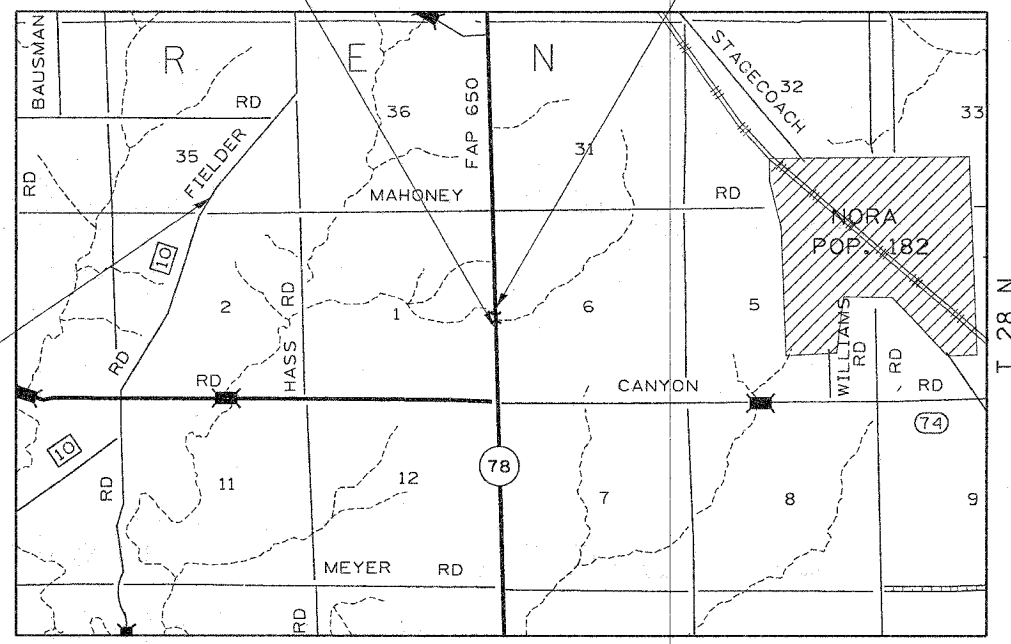 BAUSMAN
R E N
STAGECOACH
32
33
RD
36
FAP 650
35
FIELDER
31
RD
MAHONEY
RD
NORA
POP. 182
10
2
HASS RD
1
6
5
WILLIAMS
RD
RD
T 28 N
RD
RD
CANYON
RD
74
10
78
RD
11
12
7
8
9
MEYER RD
RD